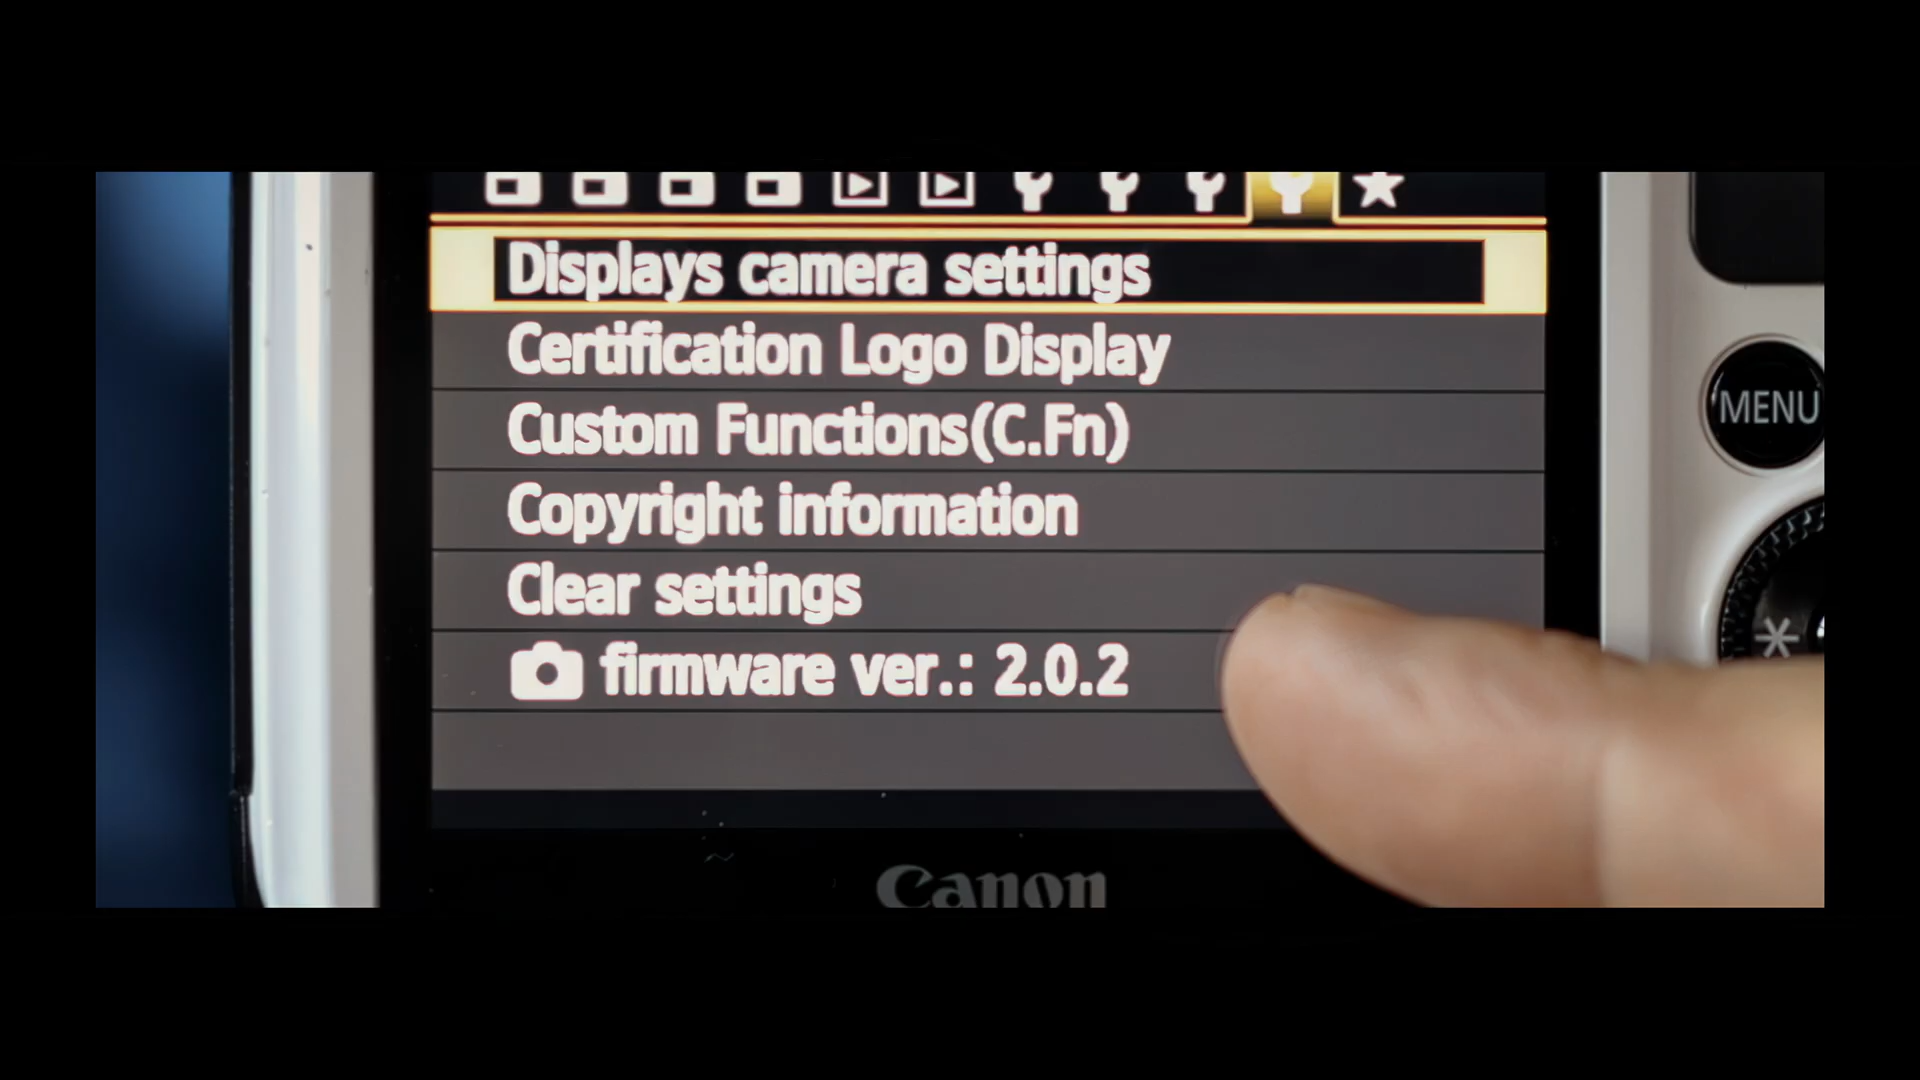 Displays camera settings
Certification Logo Display
MENU
Custom Functions(C.Fn)
Copyright information
Clear settings
firmware ver.: 2.0.2
Canon